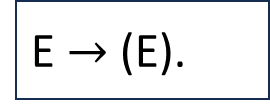 E → (E).